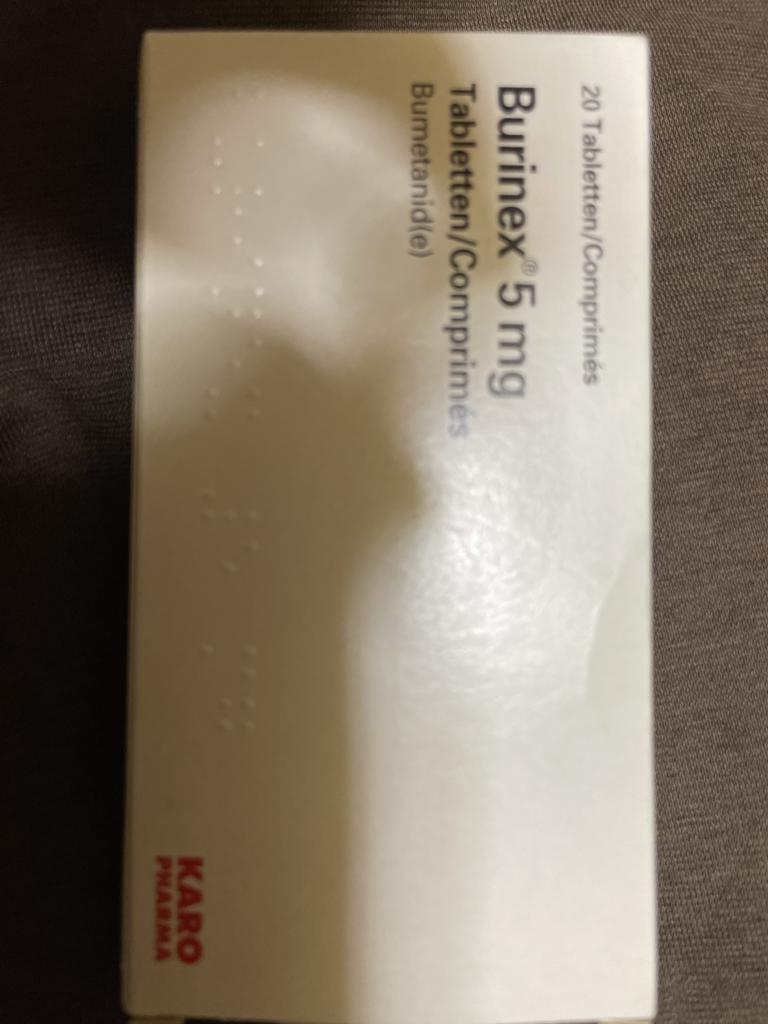 20 Tabletten/Comprimés
Burinex® 5 mg
Tabletten/Comprimés
Bumetanid(e)
KARO
PHARMA